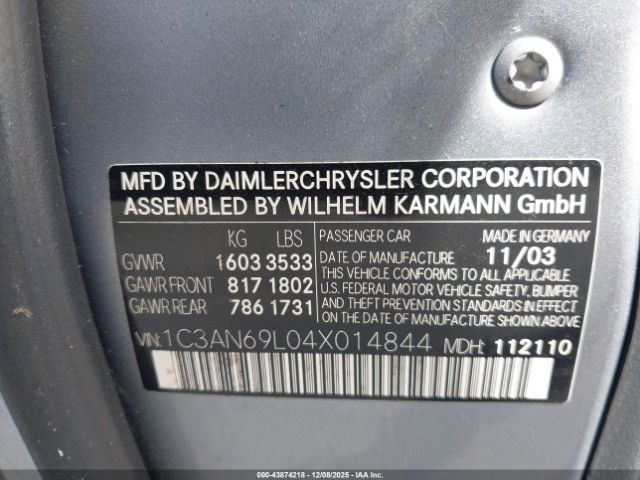 MFD BY DAIMLERCHRYSLER CORPORATION
ASSEMBLED BY WILHELM KARMANN GmbH
KG LBS
GVWR 1603 3533
GAWR FRONT 817 1802
GAWR REAR 786 1731
PASSENGER CAR MADE IN GERMANY
DATE OF MANUFACTURE 11/03
THIS VEHICLE CONFORMS TO ALL APPLICABLE
U.S. FEDERAL MOTOR VEHICLE SAFETY, BUMPER
AND THEFT PREVENTION STANDARDS IN EFFECT
ON THE DATE OF MANUFACTURE SHOWN ABOVE.
VIN: 1C3AN69L04X014844 MDH: 112110
00-43874218 - 12/08/2025 - IAAI.CA